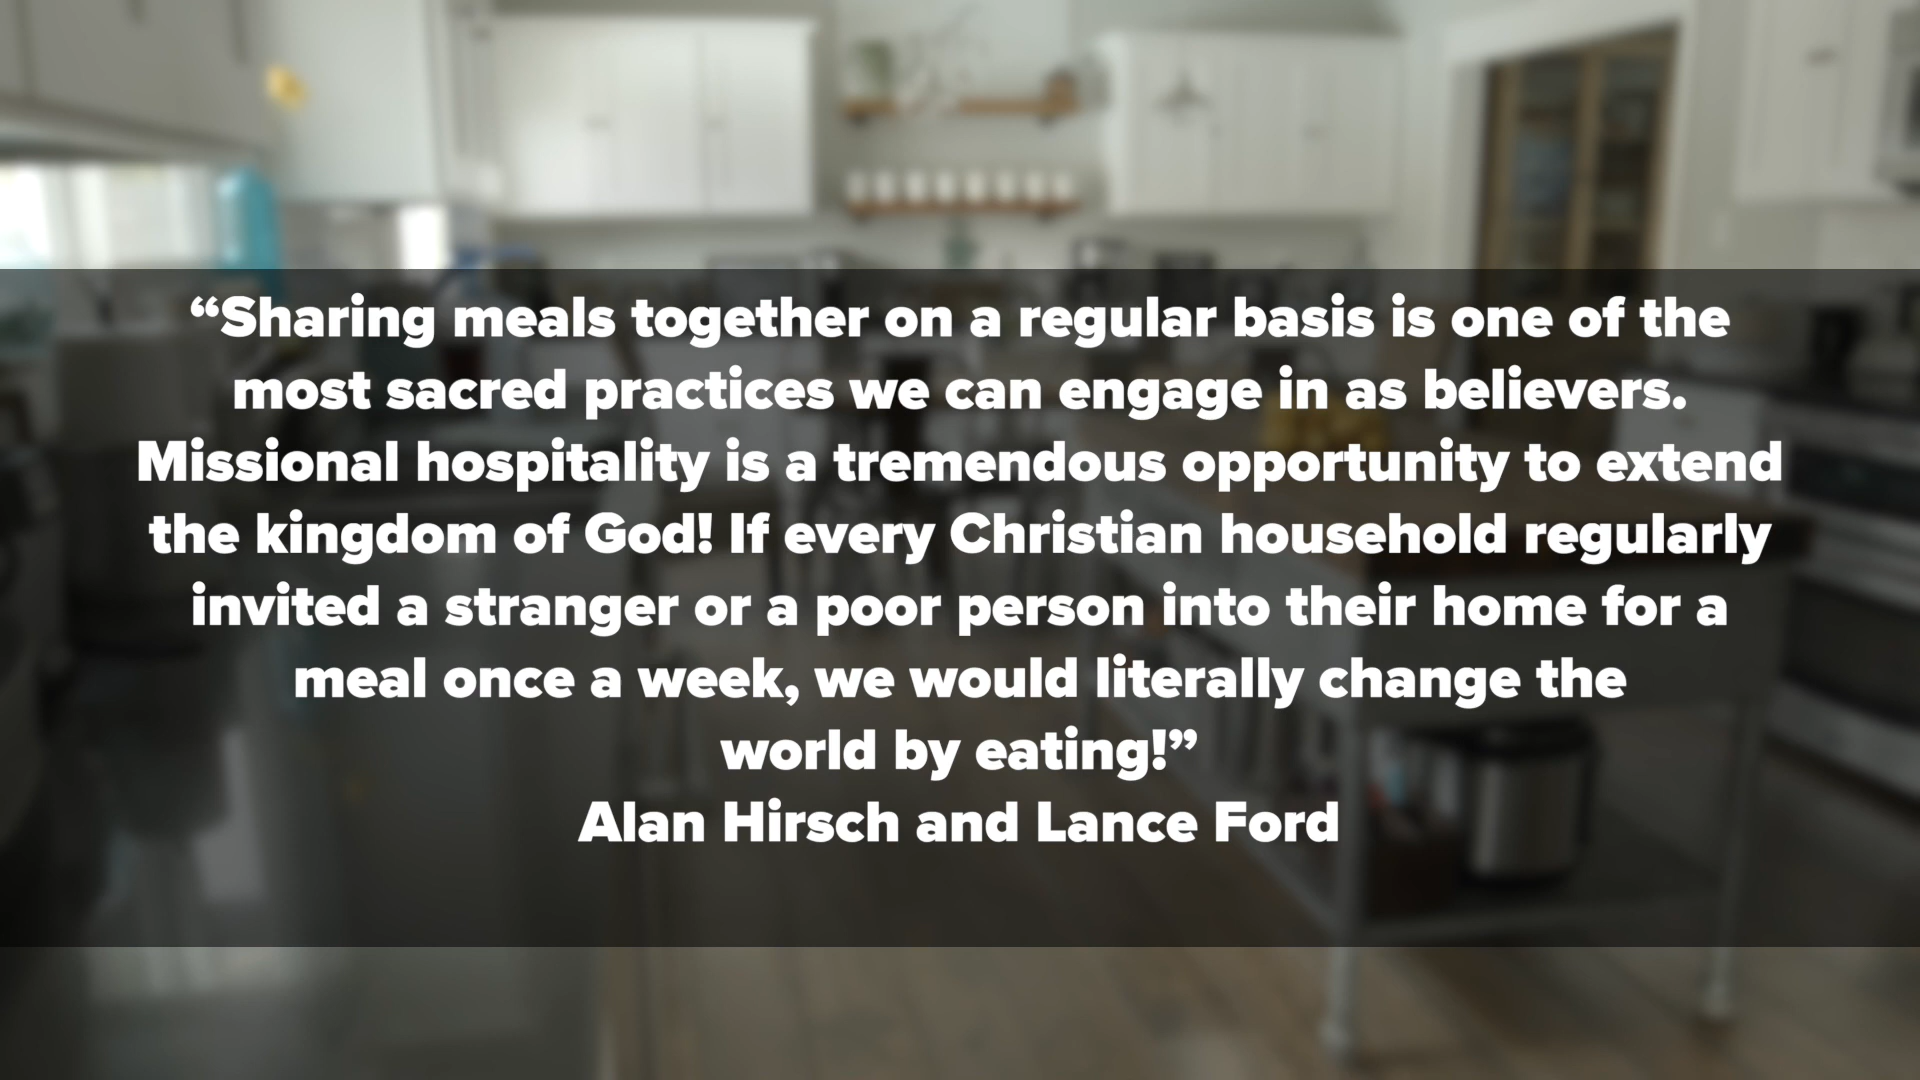 “Sharing meals together on a regular basis is one of the
most sacred practices we can engage in as believers.
Missional hospitality is a tremendous opportunity to extend
the kingdom of God! If every Christian household regularly
invited a stranger or a poor person into their home for a
meal once a week, we would literally change the
world by eating!”
Alan Hirsch and Lance Ford